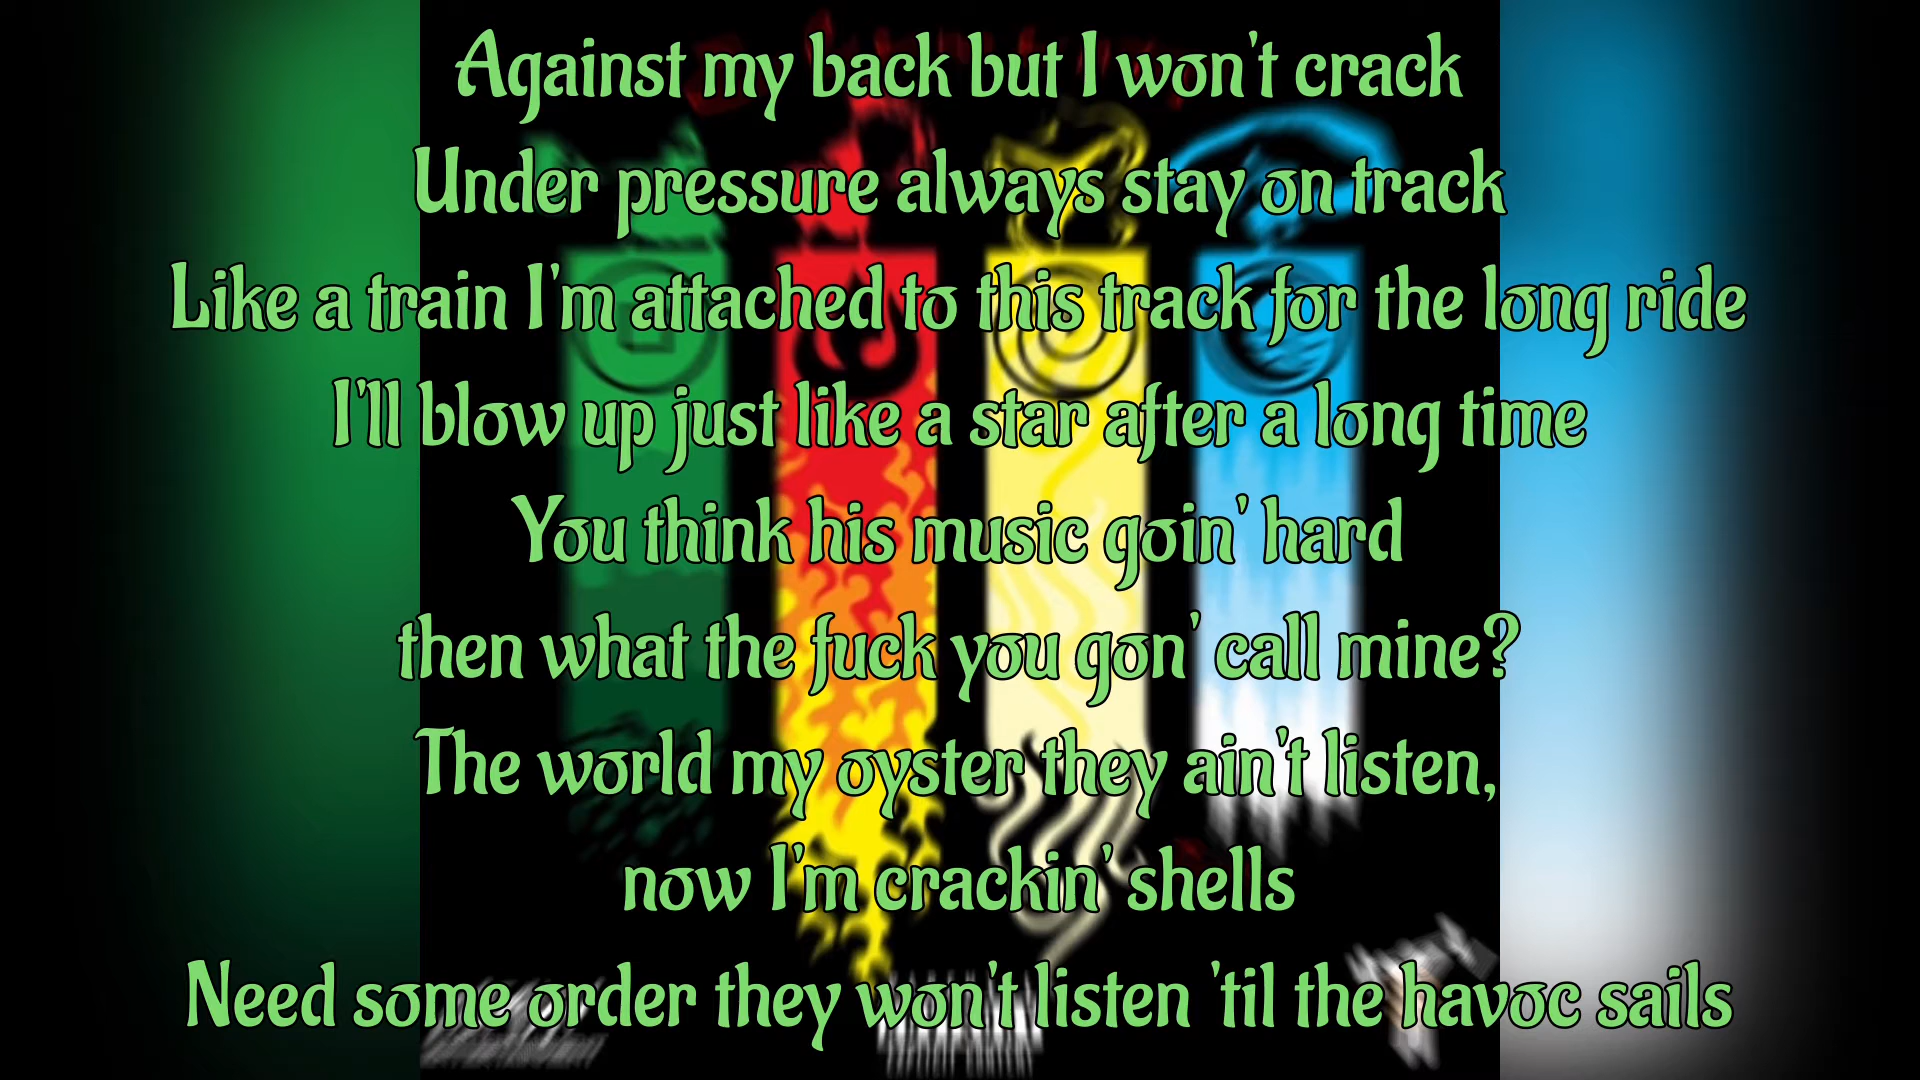 Against my back but I won't crack
Under pressure always stay on track
Like a train I'm attached to this track for the long ride
I'll blow up just like a star after a long time
You think his music goin' hard
then what the fuck you gon' call mine?
The world my oyster they ain't listen,
now I'm crackin' shells
Need some order they won't listen 'til the havoc sails